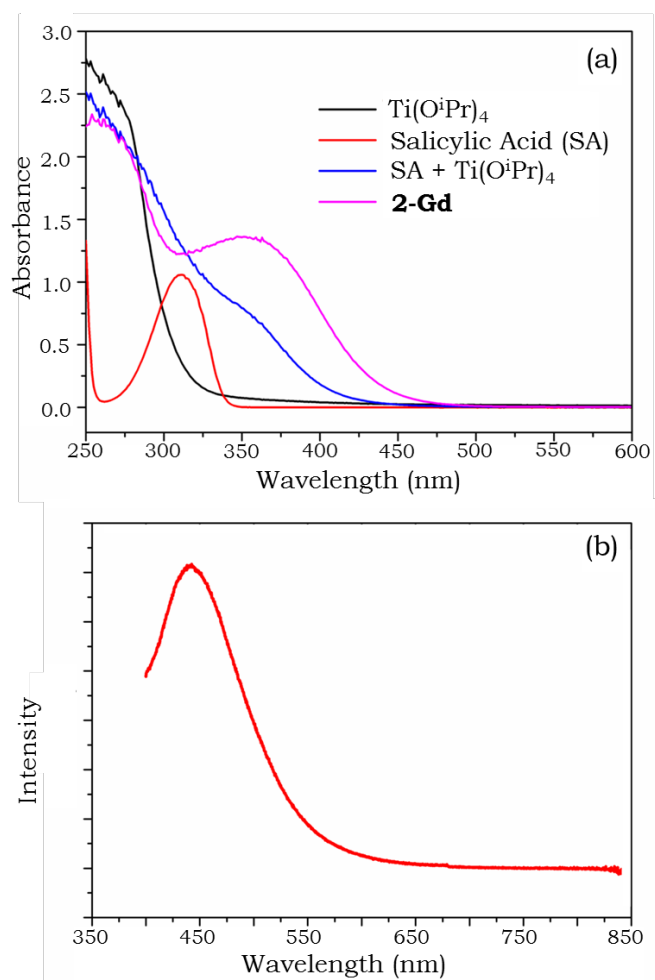 (a)
3.0
2.5
2.0
1.5
1.0
0.5
0.0
Absorbance
Ti(OⁱPr)₄
Salicylic Acid (SA)
SA + Ti(OⁱPr)₄
2-Gd
250 300 350 400 450 500 550 600
Wavelength (nm)
(b)
Intensity
350 450 550 650 750 850
Wavelength (nm)